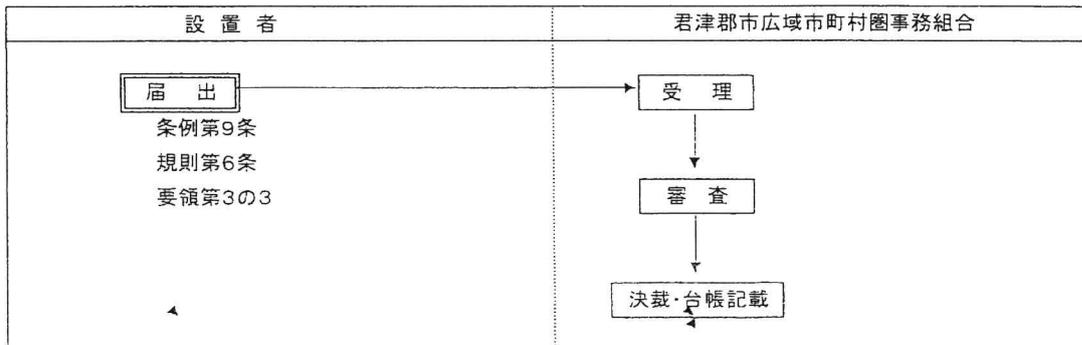 設置者
君津郡市広域市町村圏事務組合
届出
受理
条例第9条
規則第6条
要領第3の3
審査
決裁・台帳記載